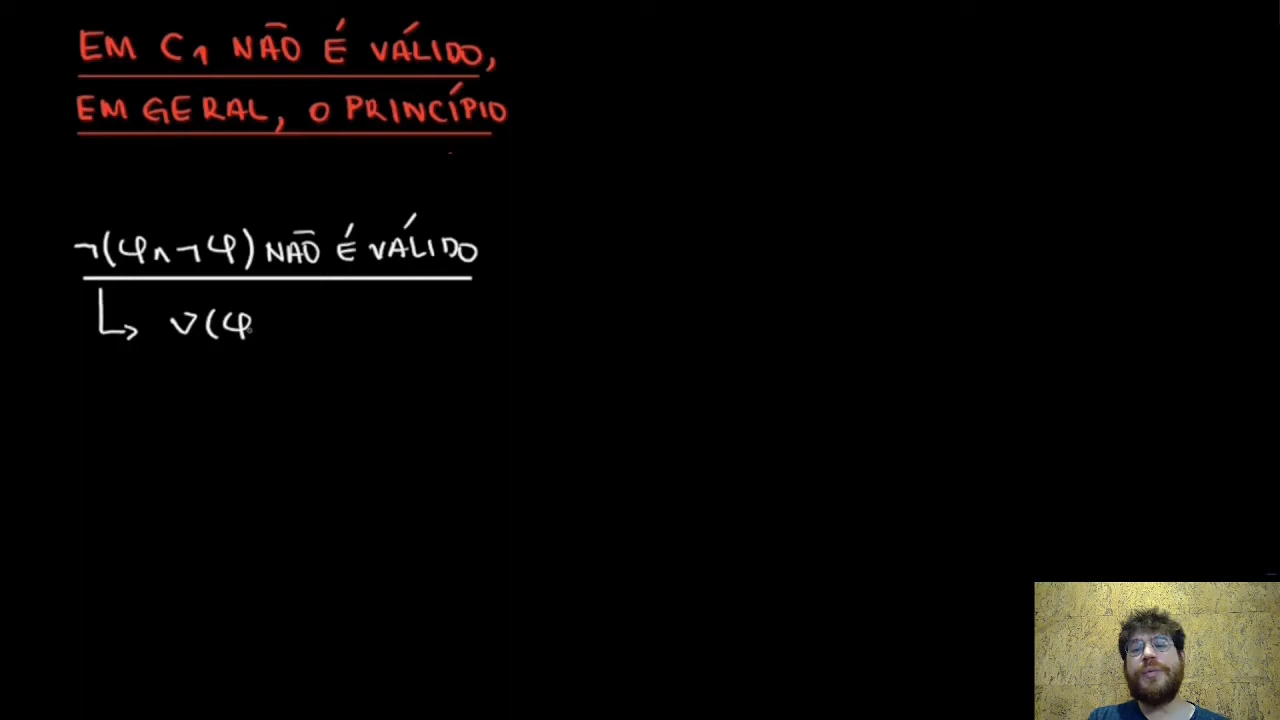 EM C1 NÃO É VÁLIDO,
EM GERAL, O PRINCÍPIO
¬(φ∧¬φ) NÃO É VÁLIDO
↳ v(φ